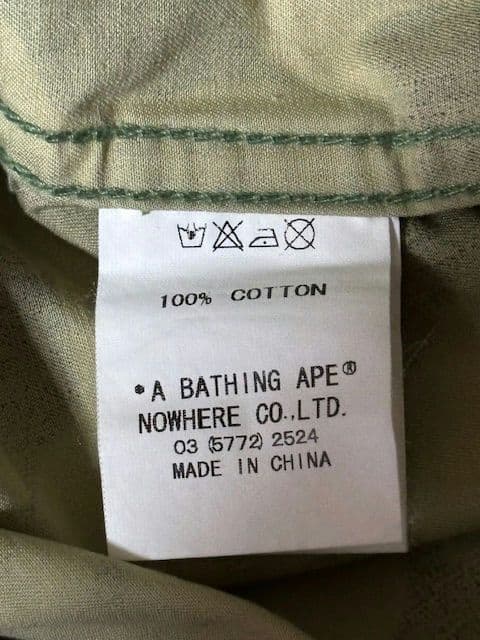 100% COTTON
*A BATHING APE®
NOWHERE CO.,LTD.
03 (5772) 2524
MADE IN CHINA